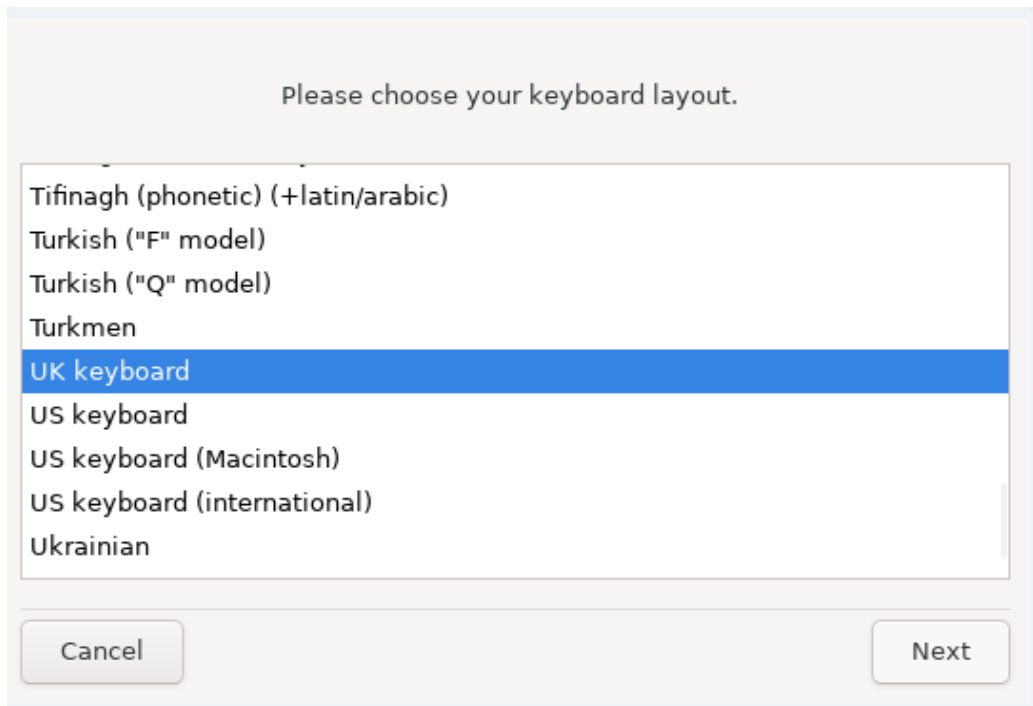 Please choose your keyboard layout.
Tifinagh (phonetic) (+latin/arabic)
Turkish ("F" model)
Turkish ("Q" model)
Turkmen
UK keyboard
US keyboard
US keyboard (Macintosh)
US keyboard (international)
Ukrainian
Cancel
Next